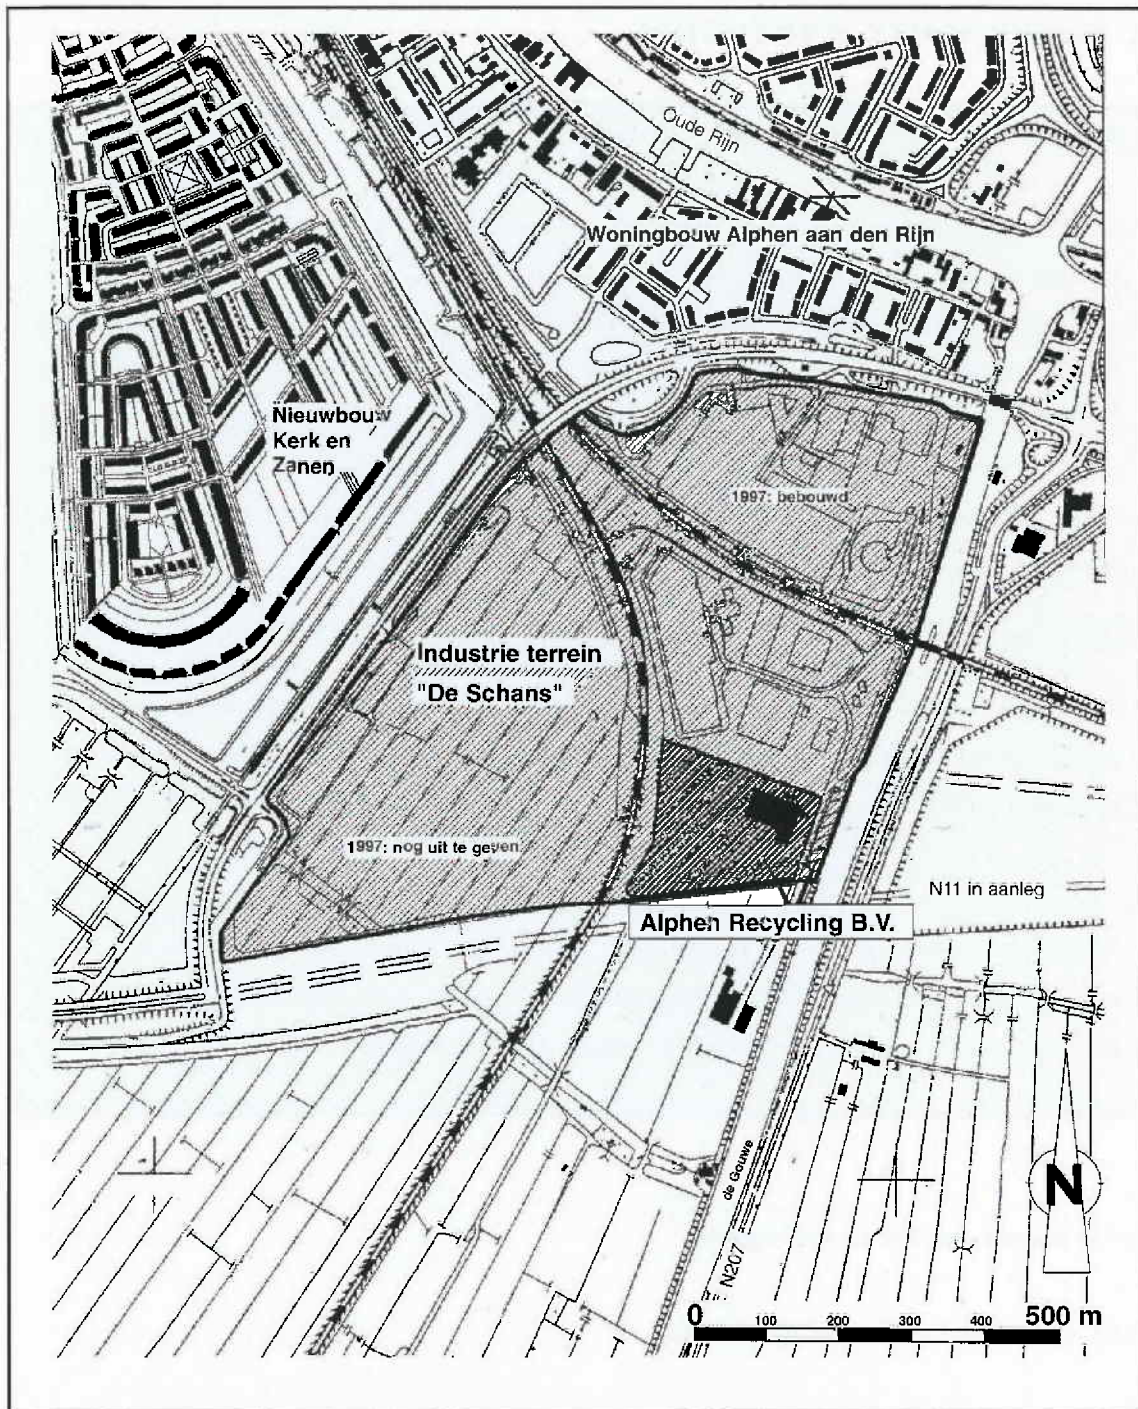 Oude Rijn
Woningbouw Alphen aan den Rijn
Nieuwbouw
Kerk en
Zanen
1997: bebouwd
Industrie terrein
"De Schans"
1997: nog uit te geven
N11 in aanleg
Alphen Recycling B.V.
de Gouwe
N207
N
0 100 200 300 400 500 m